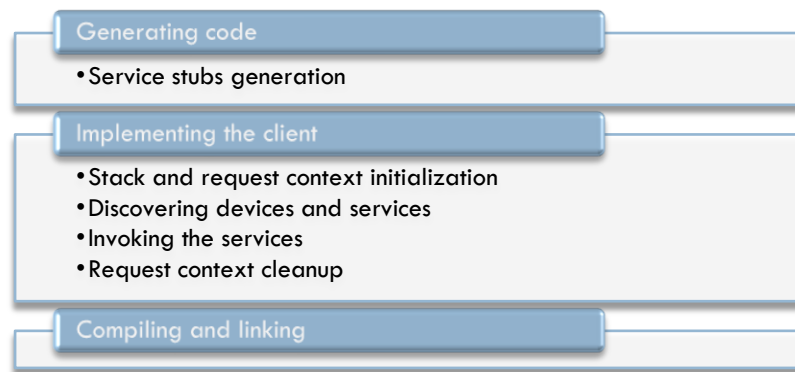 Generating code
•Service stubs generation
Implementing the client
•Stack and request context initialization
•Discovering devices and services
•Invoking the services
•Request context cleanup
Compiling and linking